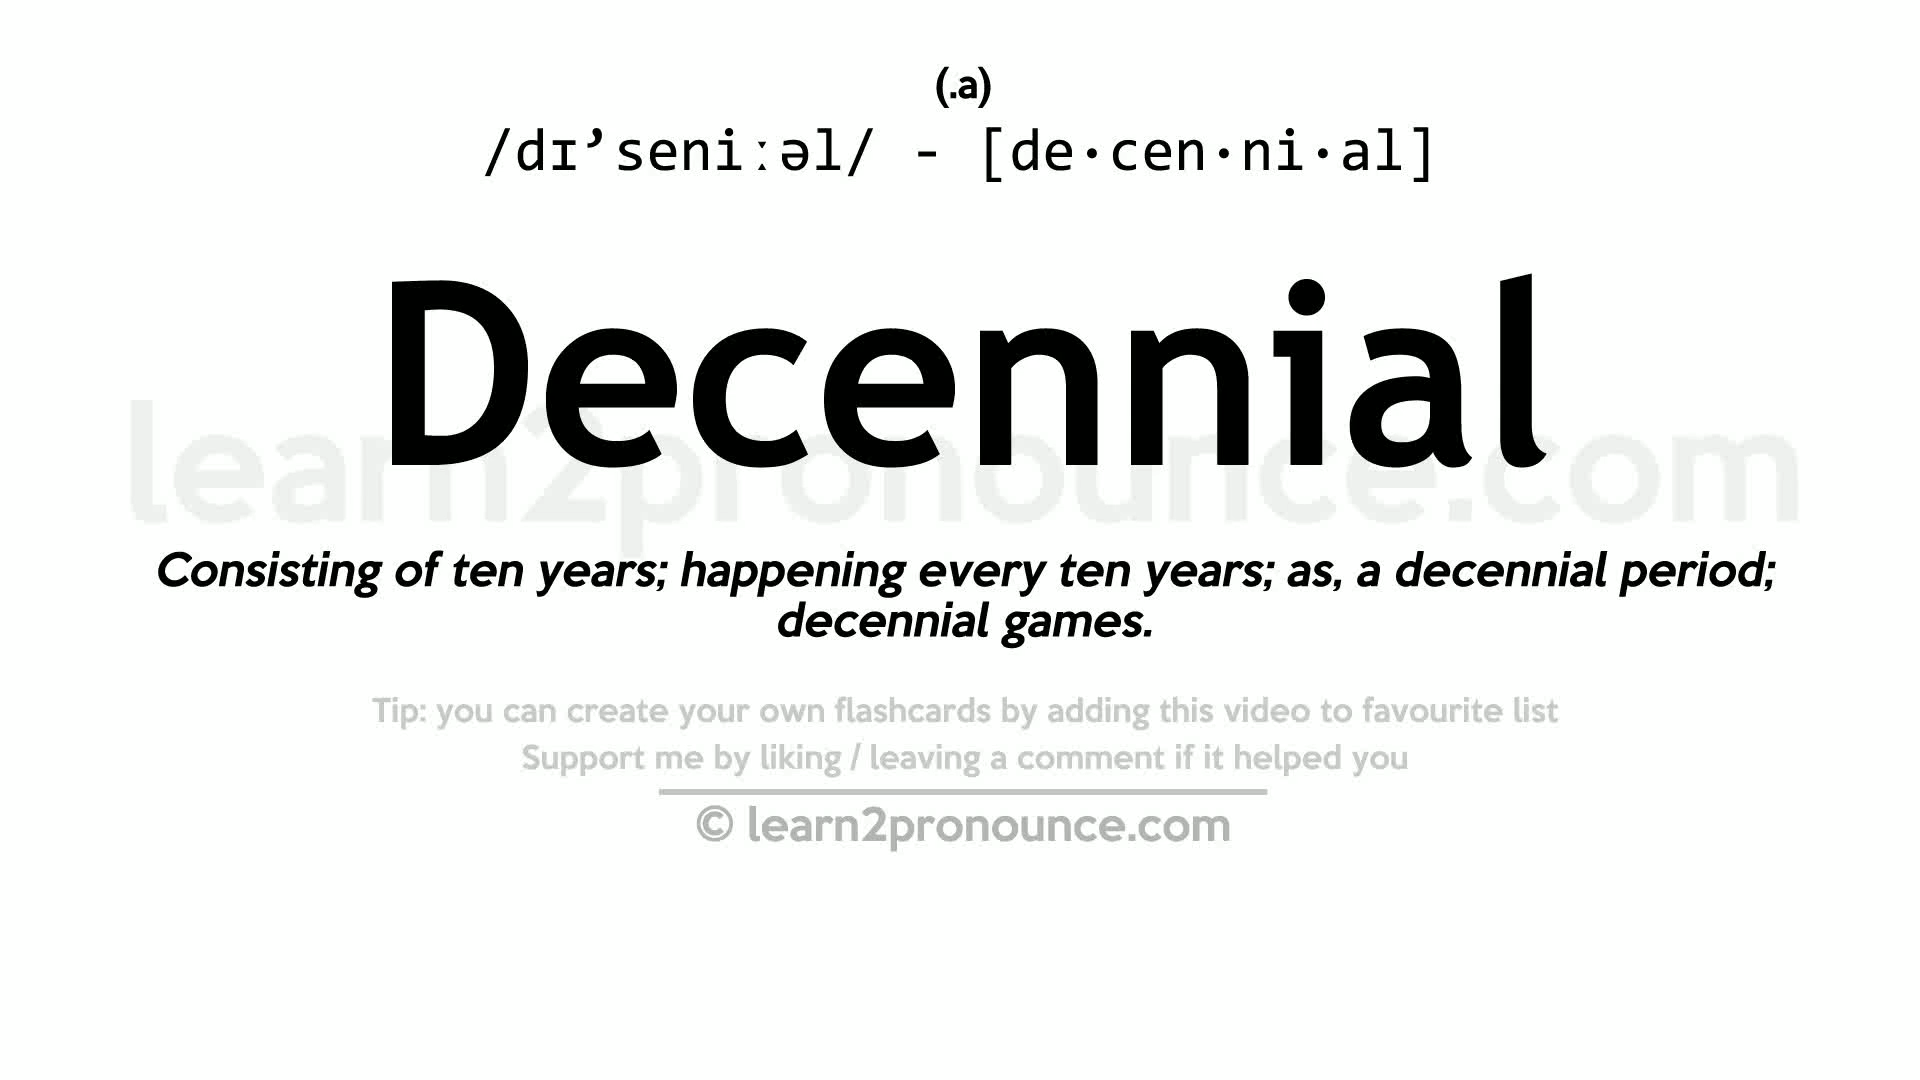 (.a)
/dɪ’seniːəl/ - [de·cen·ni·al]
Decennial
learn2pronounce.com
Consisting of ten years; happening every ten years; as, a decennial period;
decennial games.
Tip: you can create your own flashcards by adding this video to favourite list
Support me by liking / leaving a comment if it helped you
© learn2pronounce.com